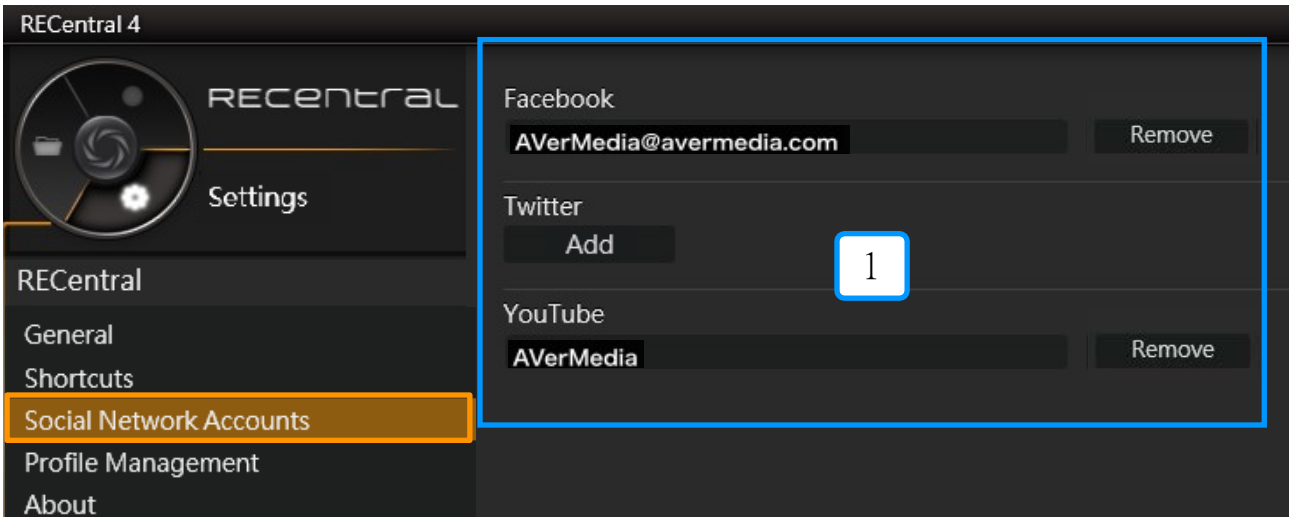 RECentral 4
RECENTRAL
Settings
RECentral
General
Shortcuts
Social Network Accounts
Profile Management
About
Facebook
AVerMedia@avermedia.com
Remove
Twitter
Add
1
YouTube
AVerMedia
Remove